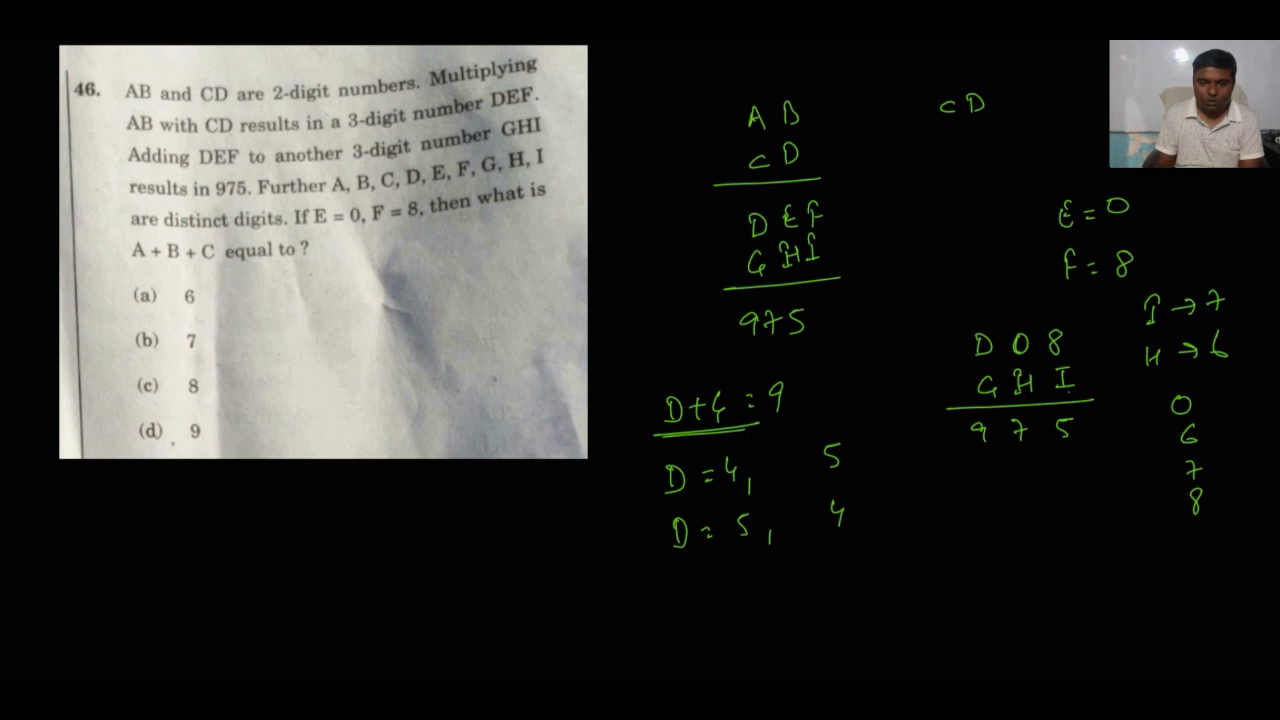 46. AB and CD are 2-digit numbers. Multiplying
AB with CD results in a 3-digit number DEF.
Adding DEF to another 3-digit number GHI
results in 975. Further A, B, C, D, E, F, G, H, I
are distinct digits. If E = 0, F = 8, then what is
A + B + C equal to ?
(a) 6
(b) 7
(c) 8
(d) 9
A B
C D
D E F
G H I
975
C D
E = 0
F = 8
I → 7
H → 6
D 0 8
G H I
9 7 5
0
6
7
8
D + G = 9
D = 4, 5
D = 5, 4